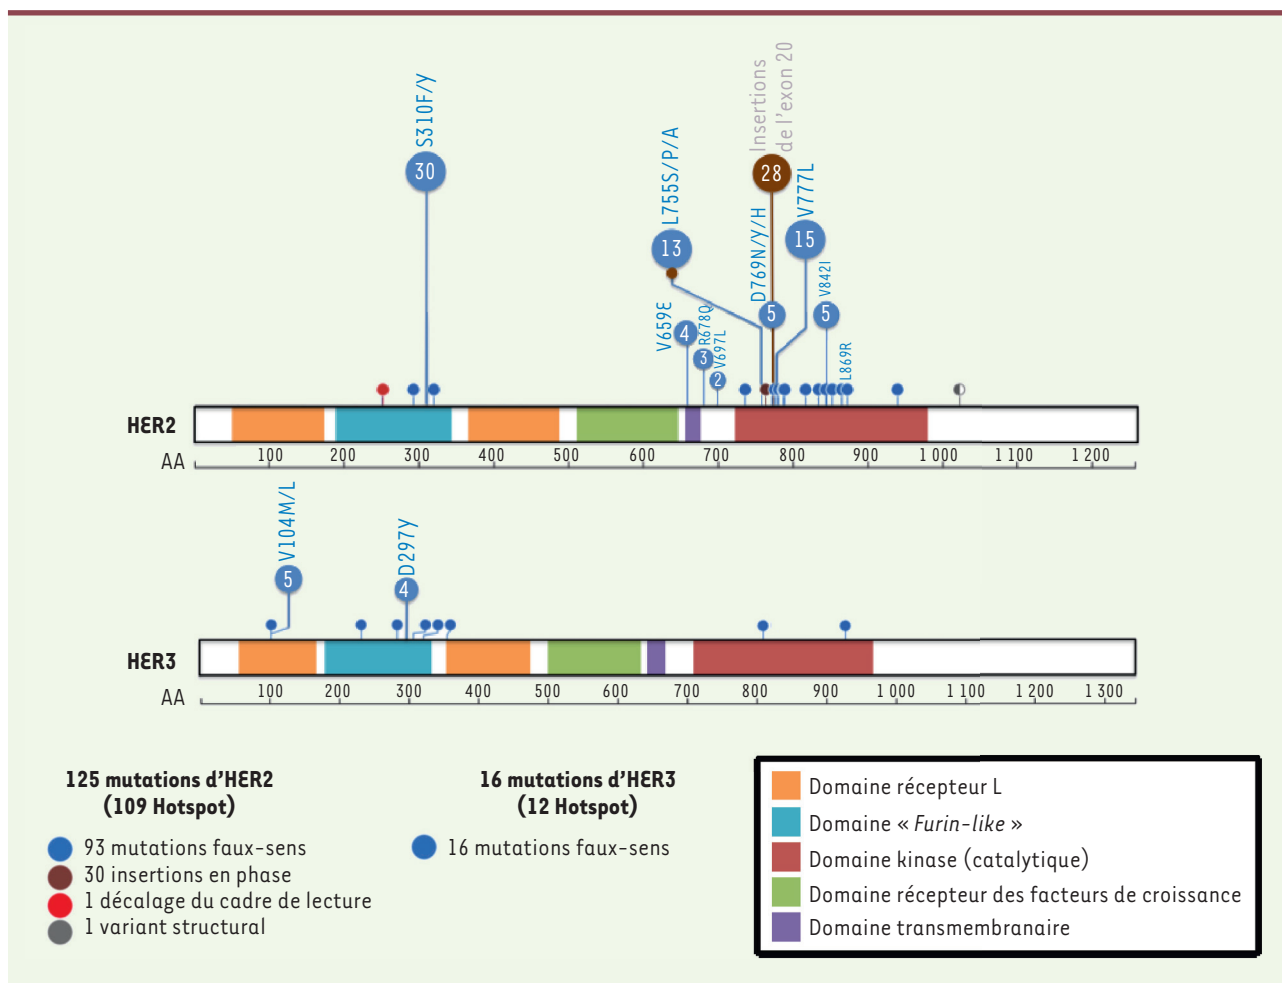 S310F/Y
30
L755S/P/A
13
Insertions
de l'exon 20
28
D769N/Y/H
5
V777L
15
V842I
5
V659E
4
R678Q
3
V697L
2
L869R
HER2
AA
100 200 300 400 500 600 700 800 900 1 000 1 100 1 200
V104M/L
5
D297Y
4
HER3
AA
100 200 300 400 500 600 700 800 900 1 000 1 100 1 200 1 300
125 mutations d'HER2
(109 Hotspot)
93 mutations faux-sens
30 insertions en phase
1 décalage du cadre de lecture
1 variant structural
16 mutations d'HER3
(12 Hotspot)
16 mutations faux-sens
Domaine récepteur L
Domaine « Furin-like »
Domaine kinase (catalytique)
Domaine récepteur des facteurs de croissance
Domaine transmembranaire